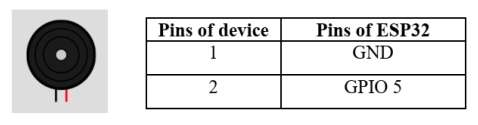 Pins of device Pins of ESP32
1 GND
2 GPIO 5